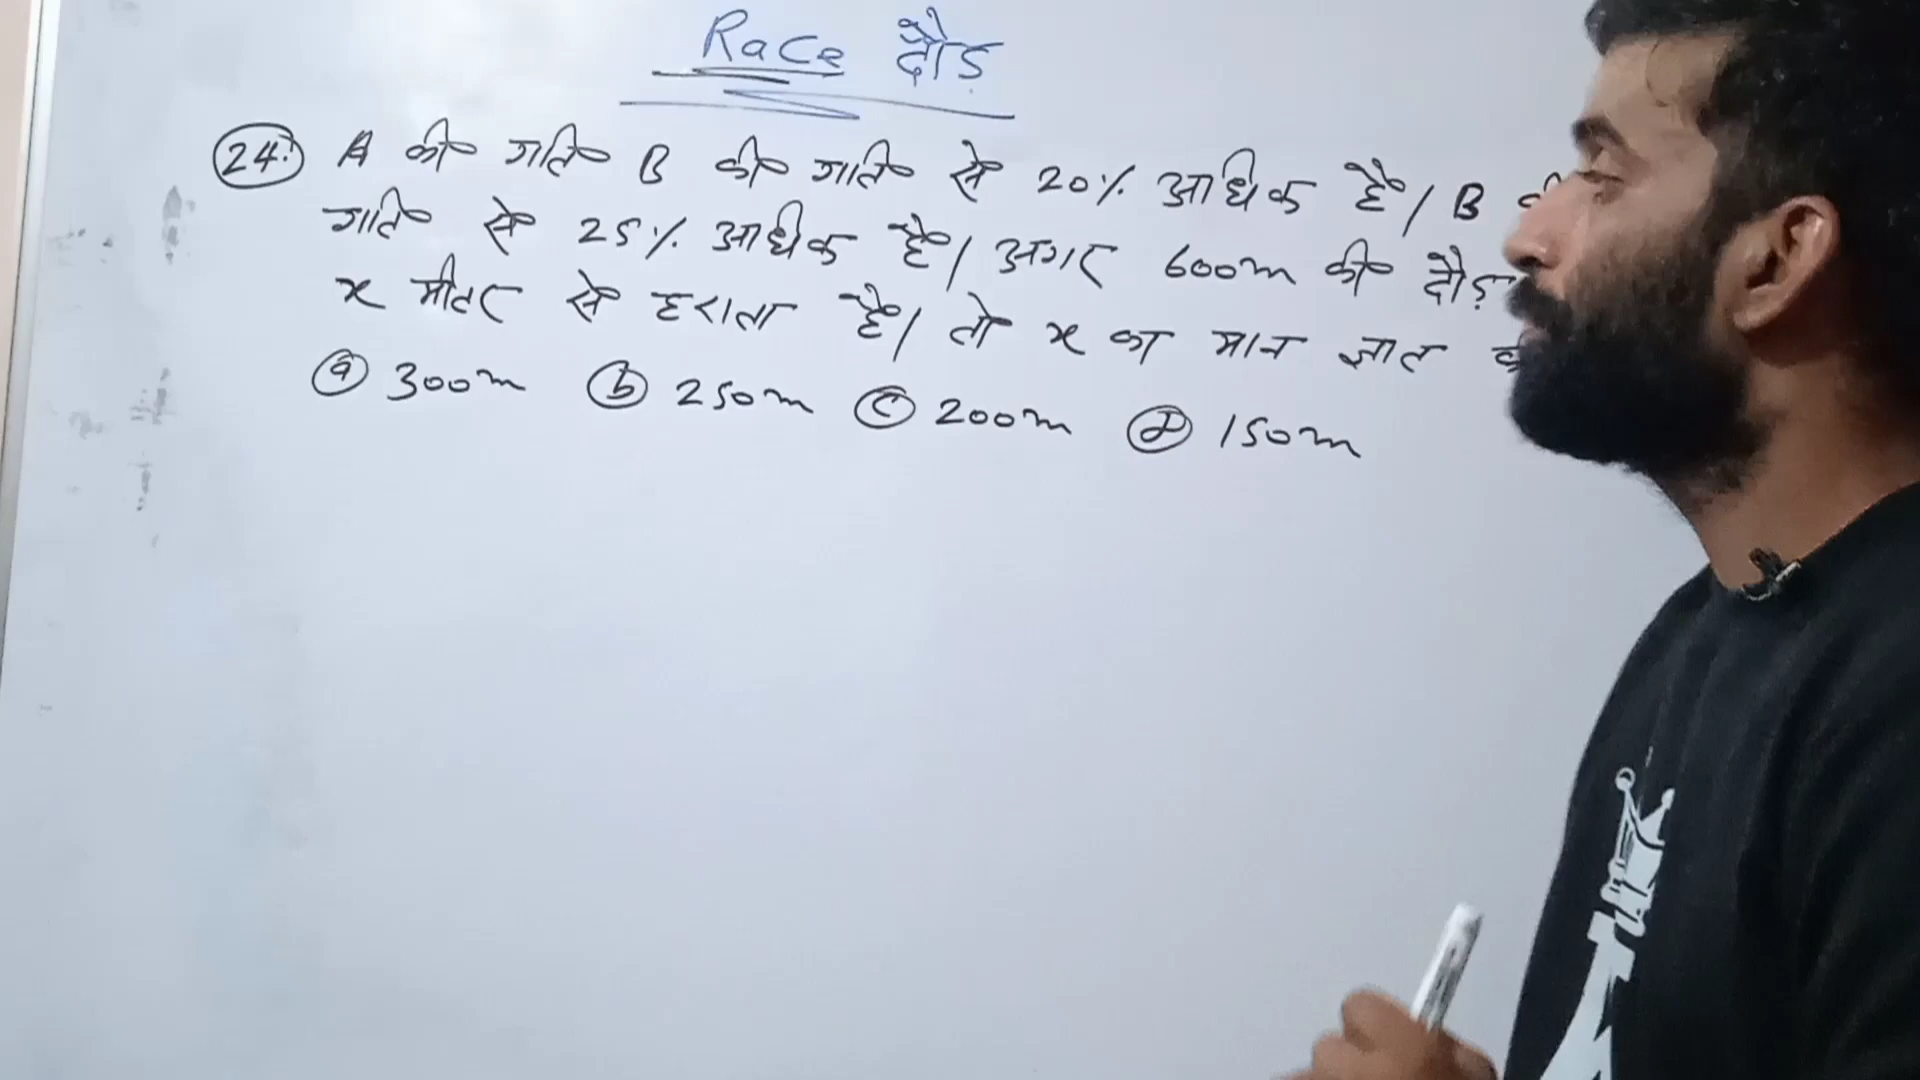 Race दौड़
24. A की गति B की गति से 20% अधिक है। B
गति से 25% अधिक है। अगर 600m की दौड़
x मीटर से हराता है। तो x का मान ज्ञात
(a) 300m (b) 250m (c) 200m (d) 150m